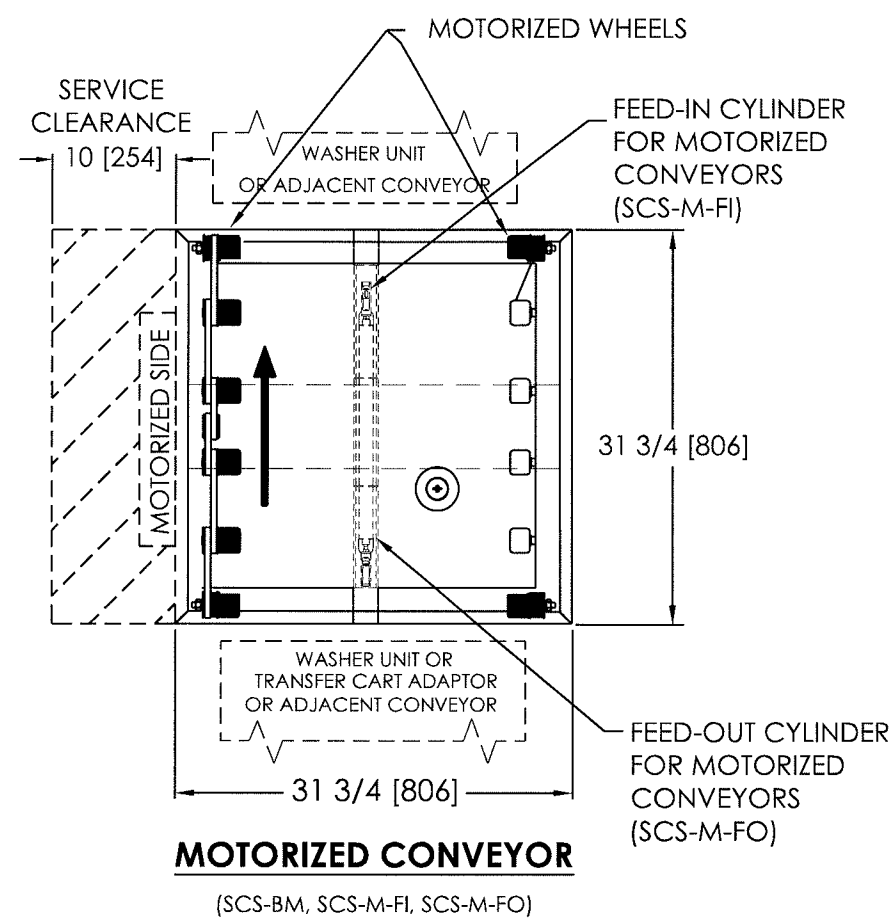 MOTORIZED WHEELS
SERVICE
CLEARANCE
10 [254]
WASHER UNIT
OR ADJACENT CONVEYOR
FEED-IN CYLINDER
FOR MOTORIZED
CONVEYORS
(SCS-M-FI)
MOTORIZED SIDE
31 3/4 [806]
WASHER UNIT OR
TRANSFER CART ADAPTOR
OR ADJACENT CONVEYOR
FEED-OUT CYLINDER
FOR MOTORIZED
CONVEYORS
(SCS-M-FO)
31 3/4 [806]
MOTORIZED CONVEYOR
(SCS-BM, SCS-M-FI, SCS-M-FO)